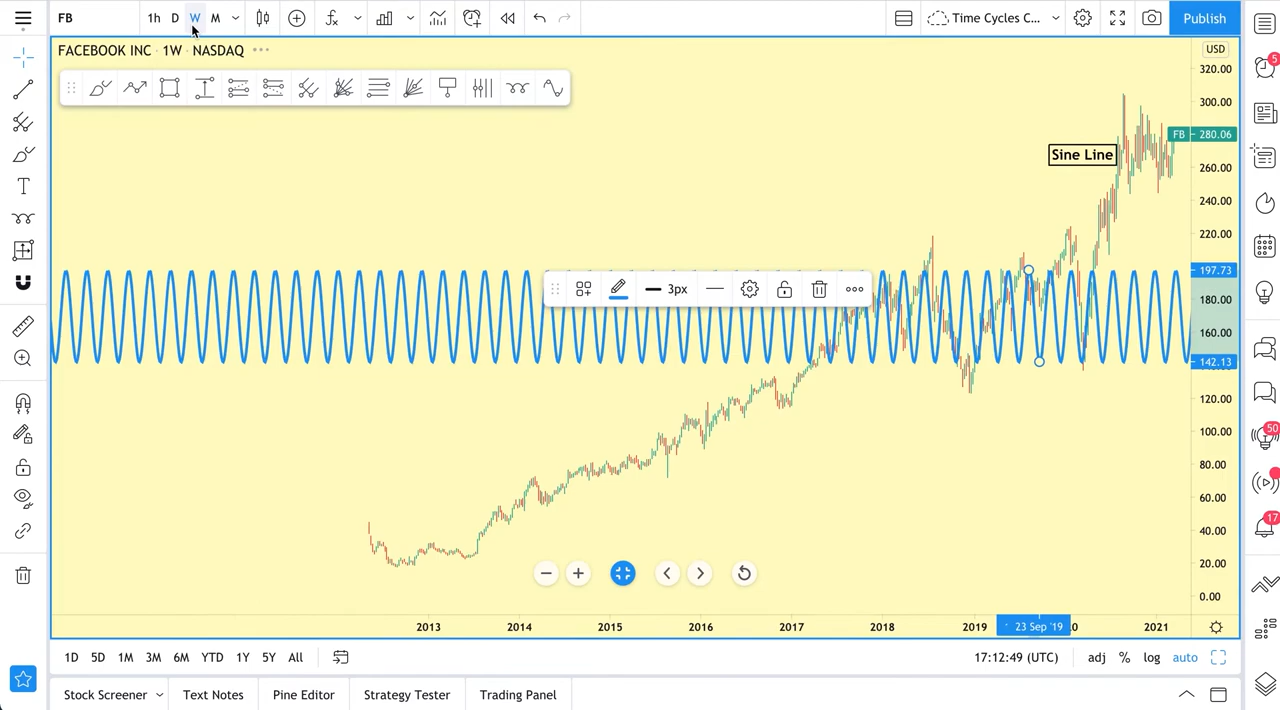 FB 1h D W M Time Cycles C... Publish
FACEBOOK INC · 1W · NASDAQ
USD
320.00
300.00
FB 280.06
Sine Line
260.00
240.00
220.00
197.73
3px
180.00
160.00
142.13
120.00
100.00
80.00
60.00
40.00
20.00
0.00
2013 2014 2015 2016 2017 2018 2019 23 Sep '19 0 2021
1D 5D 1M 3M 6M YTD 1Y 5Y All 17:12:49 (UTC) adj % log auto
Stock Screener Text Notes Pine Editor Strategy Tester Trading Panel
5
50
17